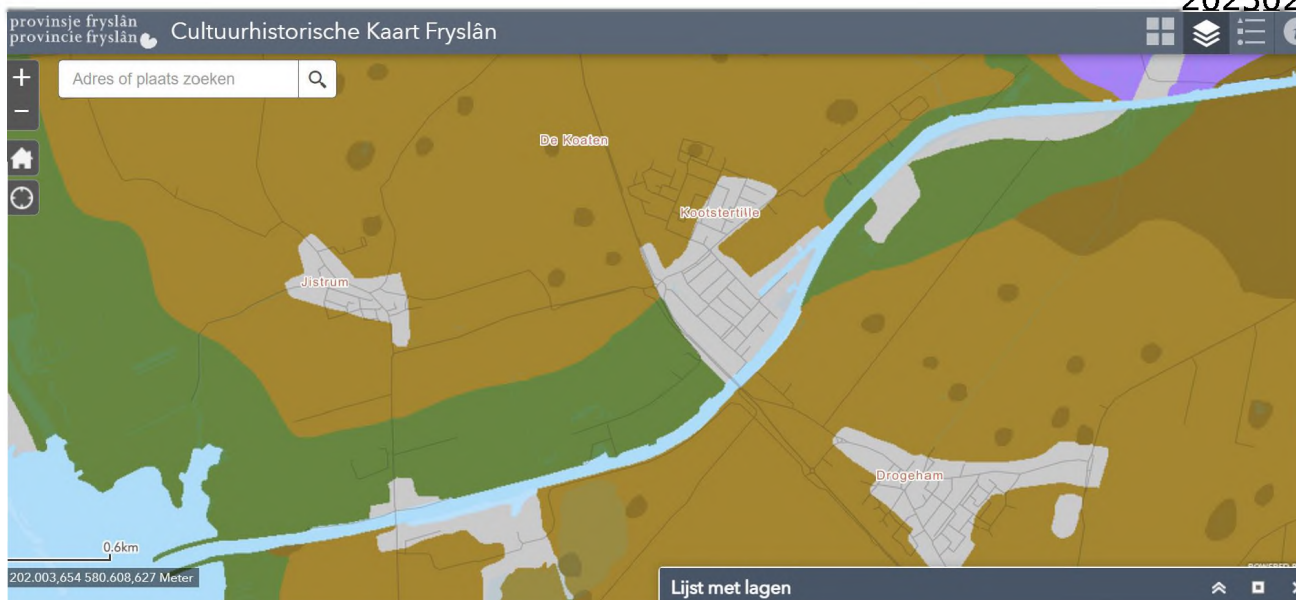 202302
provinsje fryslân
provincie fryslân
Cultuurhistorische Kaart Fryslân
+
Adres of plaats zoeken
−
De Koaten
Kootstertille
Jistrum
Drogeham
0.6km
202.003,654 580.608,627 Meter
Lijst met lagen